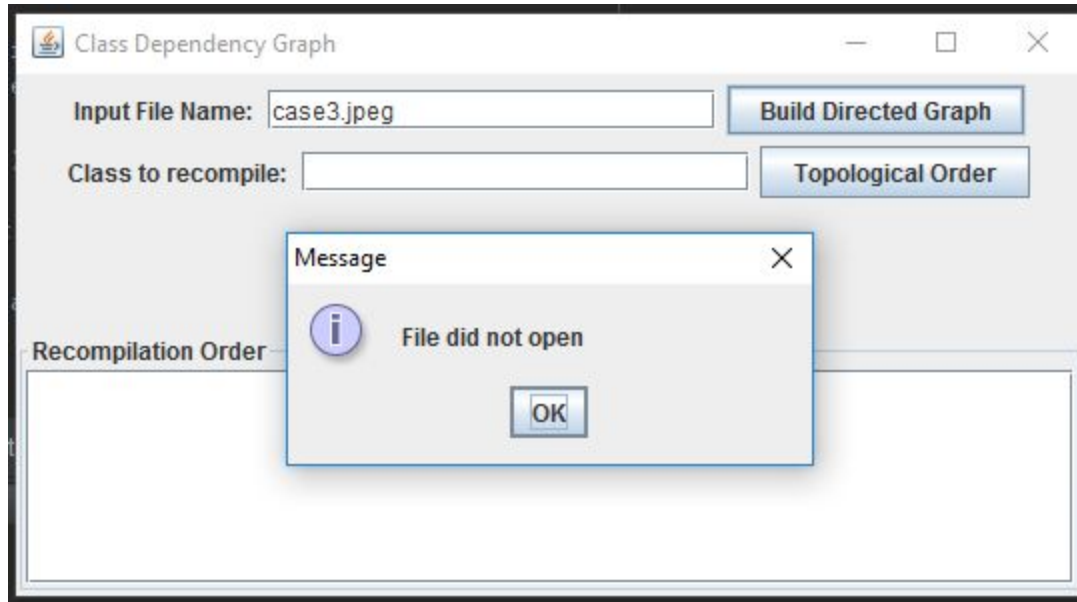 Class Dependency Graph
Input File Name: case3.jpeg Build Directed Graph
Class to recompile: Topological Order
Message
File did not open
Recompilation Order
OK